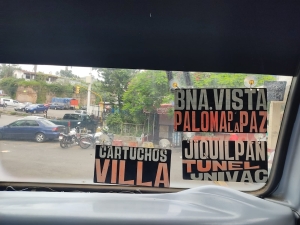 BNA.VISTA
PALOMA D LA PAZ
JIQUILPAN
TUNEL
UNIVAC
CARTUCHOS
VILLA